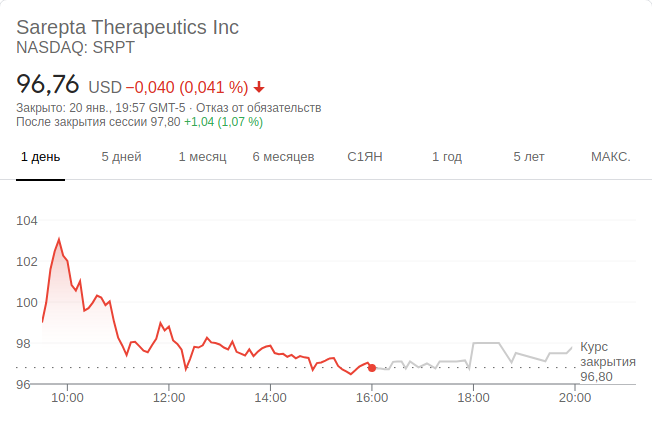 Sarepta Therapeutics Inc
NASDAQ: SRPT
96,76 USD −0,040 (0,041 %)
Закрыто: 20 янв., 19:57 GMT-5 · Отказ от обязательств
После закрытия сессии 97,80 +1,04 (1,07 %)
1 день 5 дней 1 месяц 6 месяцев С1ЯН 1 год 5 лет МАКС.
104
102
100
98
96
Курс
закрытия
96,80
10:00 12:00 14:00 16:00 18:00 20:00